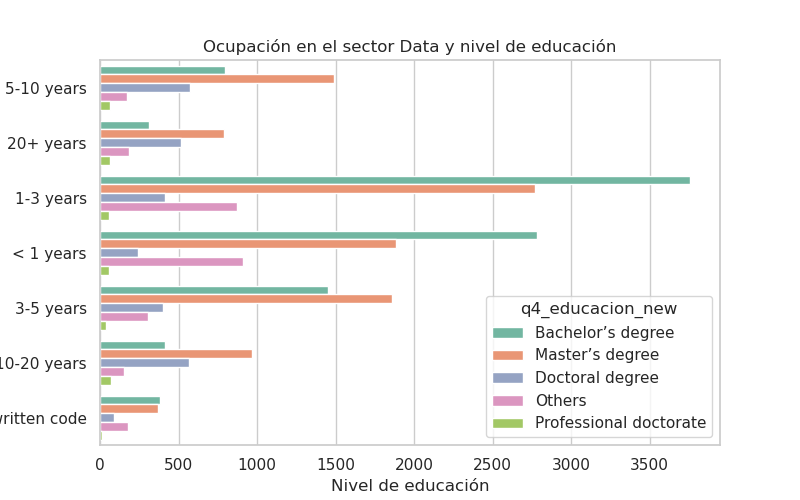 Ocupación en el sector Data y nivel de educación
5-10 years
20+ years
1-3 years
< 1 years
3-5 years
10-20 years
written code
q4_educacion_new
Bachelor’s degree
Master’s degree
Doctoral degree
Others
Professional doctorate
0 500 1000 1500 2000 2500 3000 3500
Nivel de educación